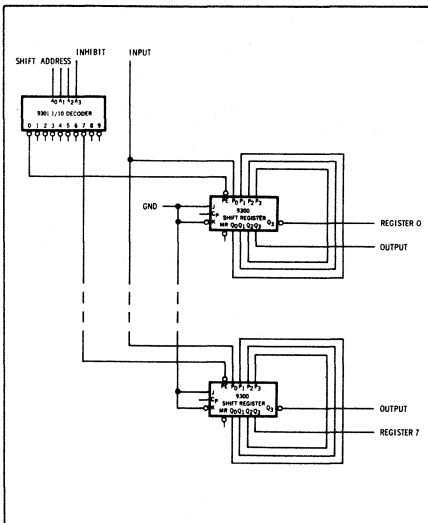 INHIBIT INPUT
SHIFT ADDRESS
A0 A1 A2 A3
9301 1/10 DECODER
0 1 2 3 4 5 6 7 8 9
GND
PE P0 P1 P2 P3
J
CP
K
9300
SHIFT REGISTER
Q3
MR Q0 Q1 Q2 Q3
REGISTER 0
OUTPUT
PE P0 P1 P2 P3
J
CP
K
9300
SHIFT REGISTER
Q3
MR Q0 Q1 Q2 Q3
OUTPUT
REGISTER 7